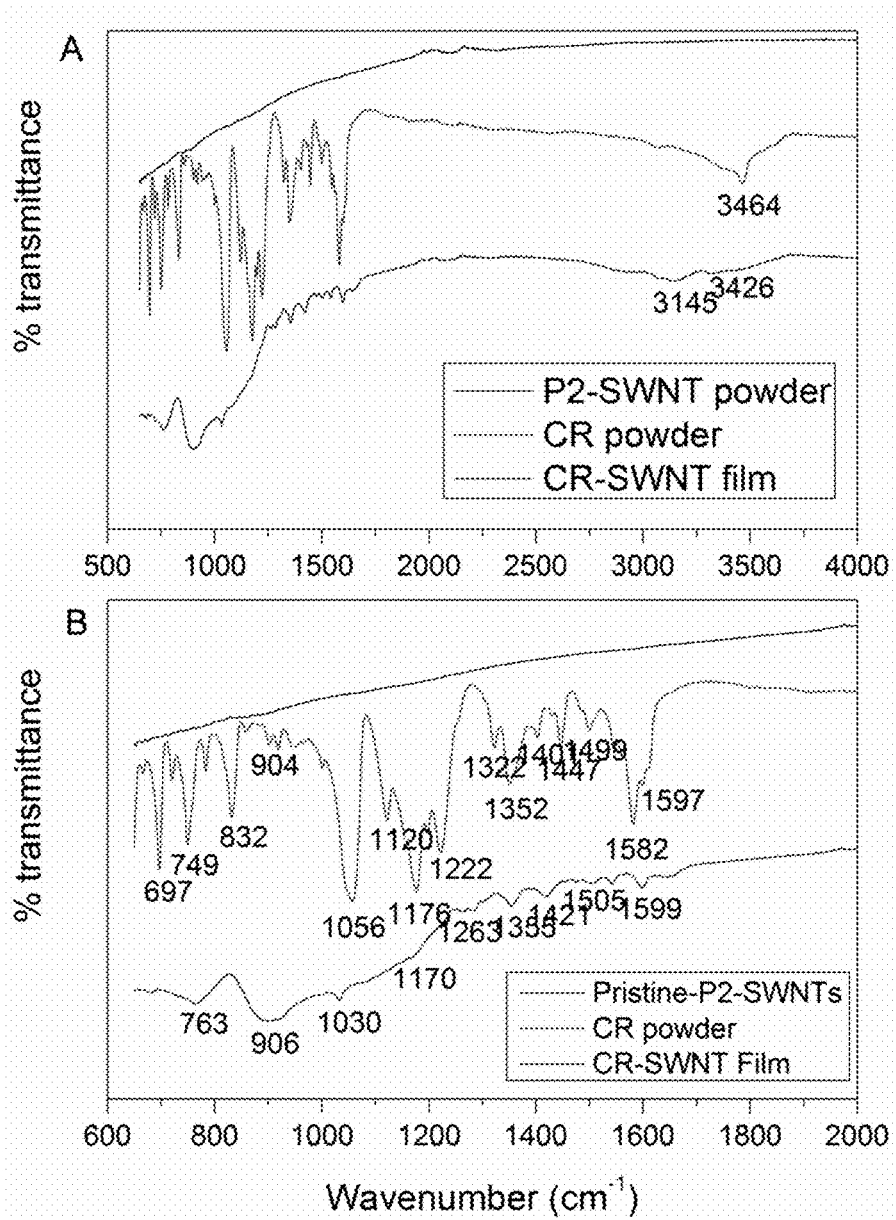 A
% transmittance
3464
3145 3426
P2-SWNT powder
CR powder
CR-SWNT film
500 1000 1500 2000 2500 3000 3500 4000
B
% transmittance
904
1322 1401 1499
1352 1447
1597
832
749
697
1120
1222
1582
1056 1176
1263 1355 1421 1505 1599
1170
763
906
1030
Pristine-P2-SWNTs
CR powder
CR-SWNT Film
600 800 1000 1200 1400 1600 1800 2000
Wavenumber (cm-1)